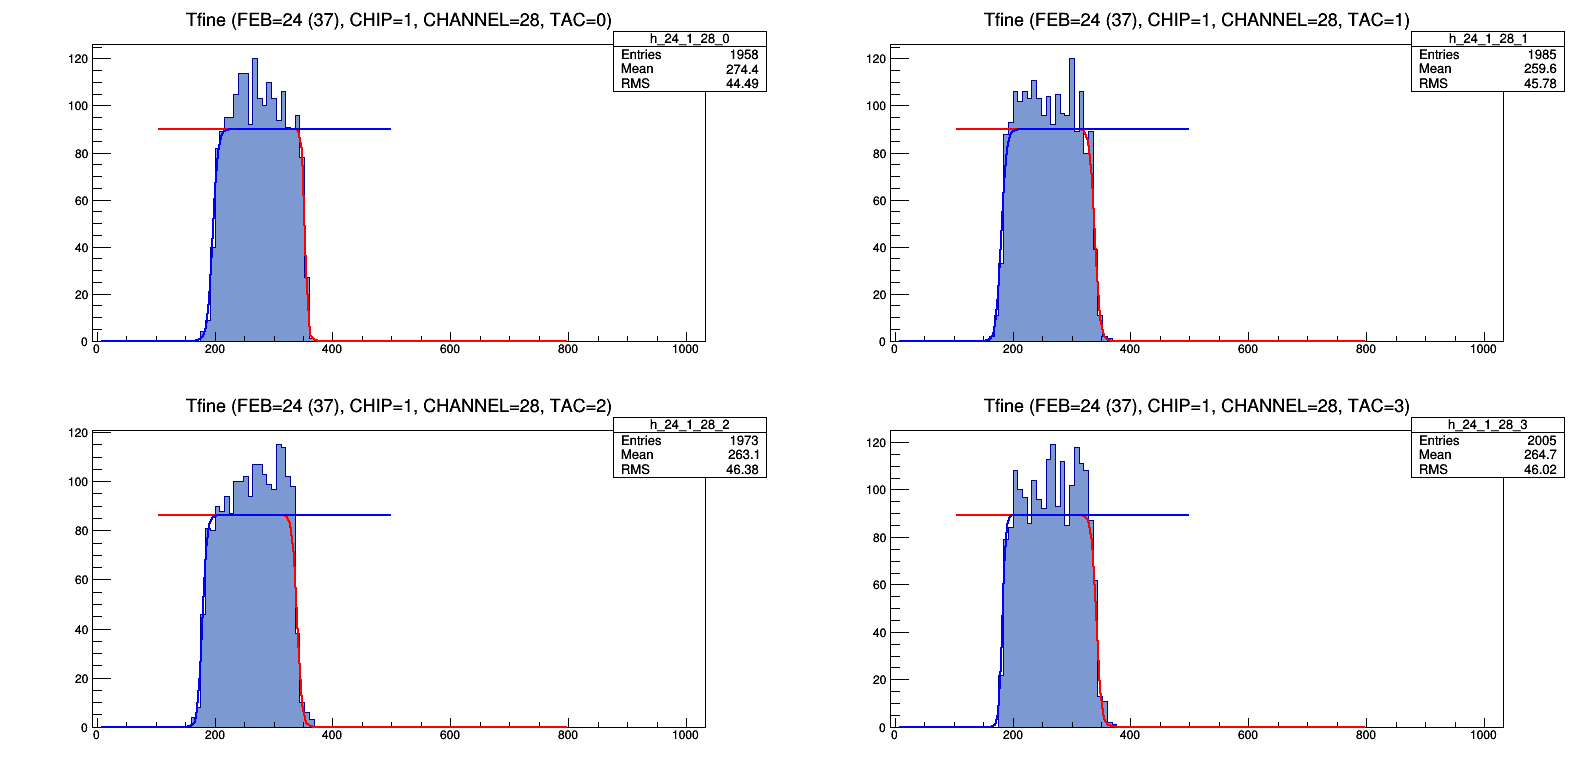 Tfine (FEB=24 (37), CHIP=1, CHANNEL=28, TAC=0)
h_24_1_28_0
Entries 1958
Mean 274.4
RMS 44.49
120
100
80
60
40
20
0
0 200 400 600 800 1000
Tfine (FEB=24 (37), CHIP=1, CHANNEL=28, TAC=1)
h_24_1_28_1
Entries 1985
Mean 259.6
RMS 45.78
120
100
80
60
40
20
0
0 200 400 600 800 1000
Tfine (FEB=24 (37), CHIP=1, CHANNEL=28, TAC=2)
h_24_1_28_2
Entries 1973
Mean 263.1
RMS 46.38
120
100
80
60
40
20
0
0 200 400 600 800 1000
Tfine (FEB=24 (37), CHIP=1, CHANNEL=28, TAC=3)
h_24_1_28_3
Entries 2005
Mean 264.7
RMS 46.02
120
100
80
60
40
20
0
0 200 400 600 800 1000